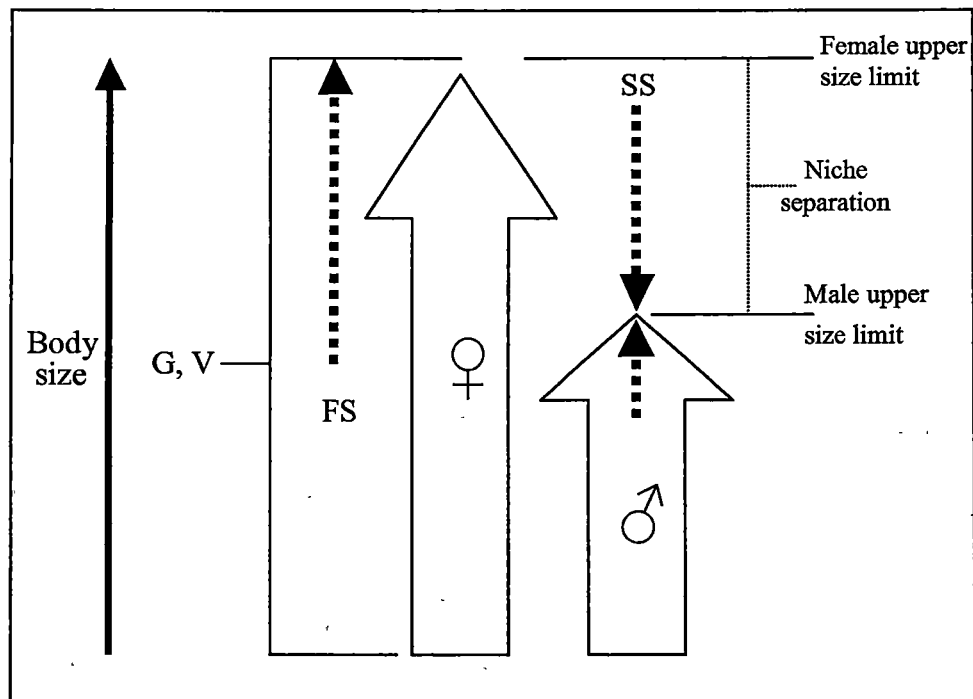 Female upper
size limit
SS
Niche
separation
Male upper
size limit
Body
size
G, V
FS
♀
♂